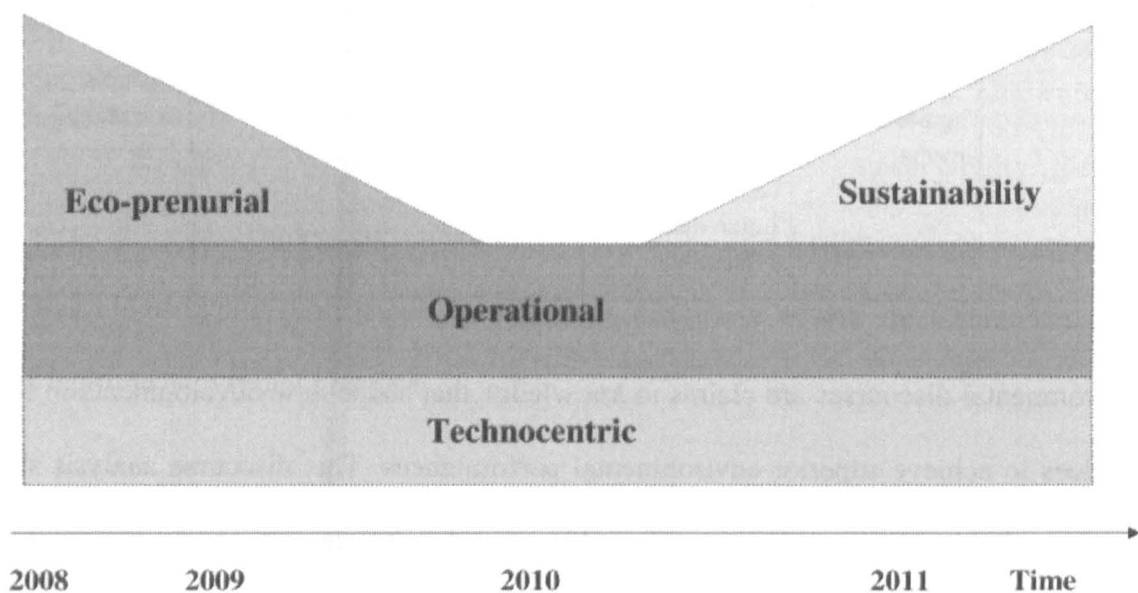 Eco-prenurial
Sustainability
Operational
Technocentric
2008 2009 2010 2011 Time